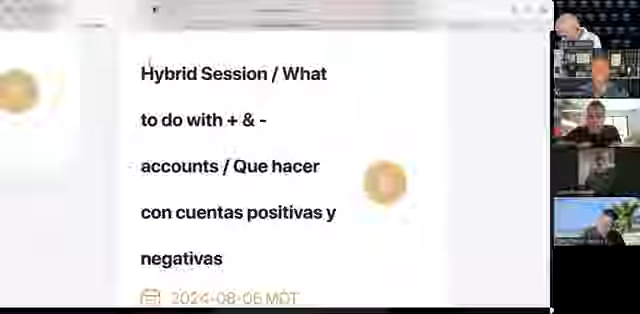 Hybrid Session / What
to do with + & -
accounts / Que hacer
con cuentas positivas y
negativas
2024-08-06 MDT